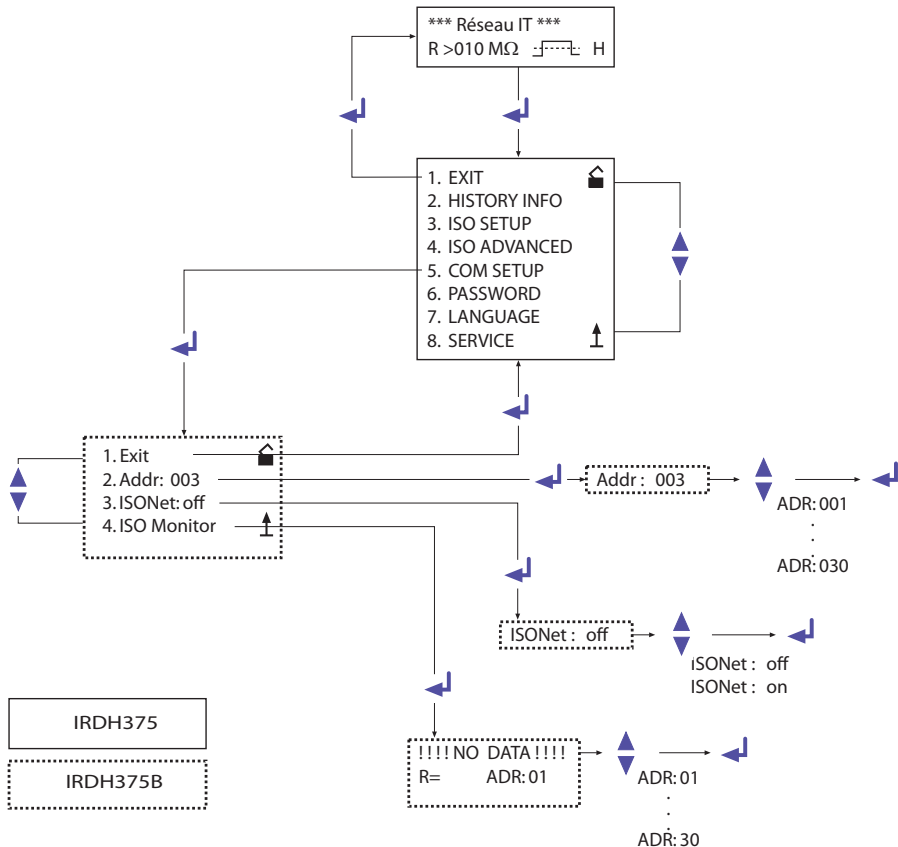 *** Réseau IT ***
R >010 MΩ H
1. EXIT
2. HISTORY INFO
3. ISO SETUP
4. ISO ADVANCED
5. COM SETUP
6. PASSWORD
7. LANGUAGE
8. SERVICE
1. Exit
2. Addr: 003
3. ISONet: off
4. ISO Monitor
Addr: 003
ADR: 001
.
.
ADR: 030
ISONet: off
ISONet: off
ISONet: on
!!!! NO DATA !!!!
R= ADR: 01
ADR: 01
.
.
ADR: 30
IRDH375
IRDH375B